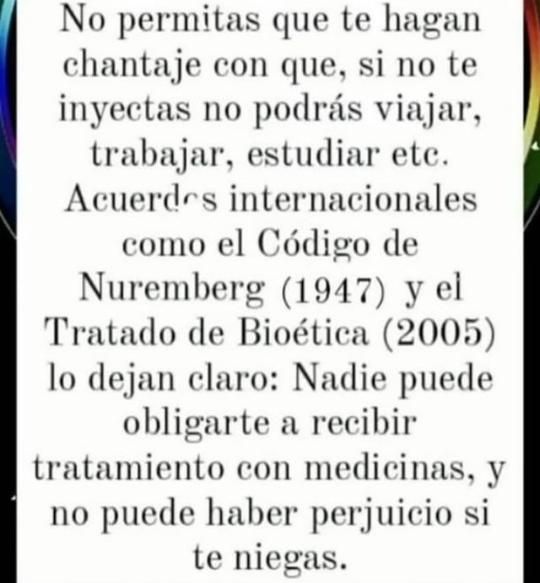 No permitas que te hagan
chantaje con que, si no te
inyectas no podrás viajar,
trabajar, estudiar etc.
Acuerdos internacionales
como el Código de
Nuremberg (1947) y el
Tratado de Bioética (2005)
lo dejan claro: Nadie puede
obligarte a recibir
tratamiento con medicinas, y
no puede haber perjuicio si
te niegas.